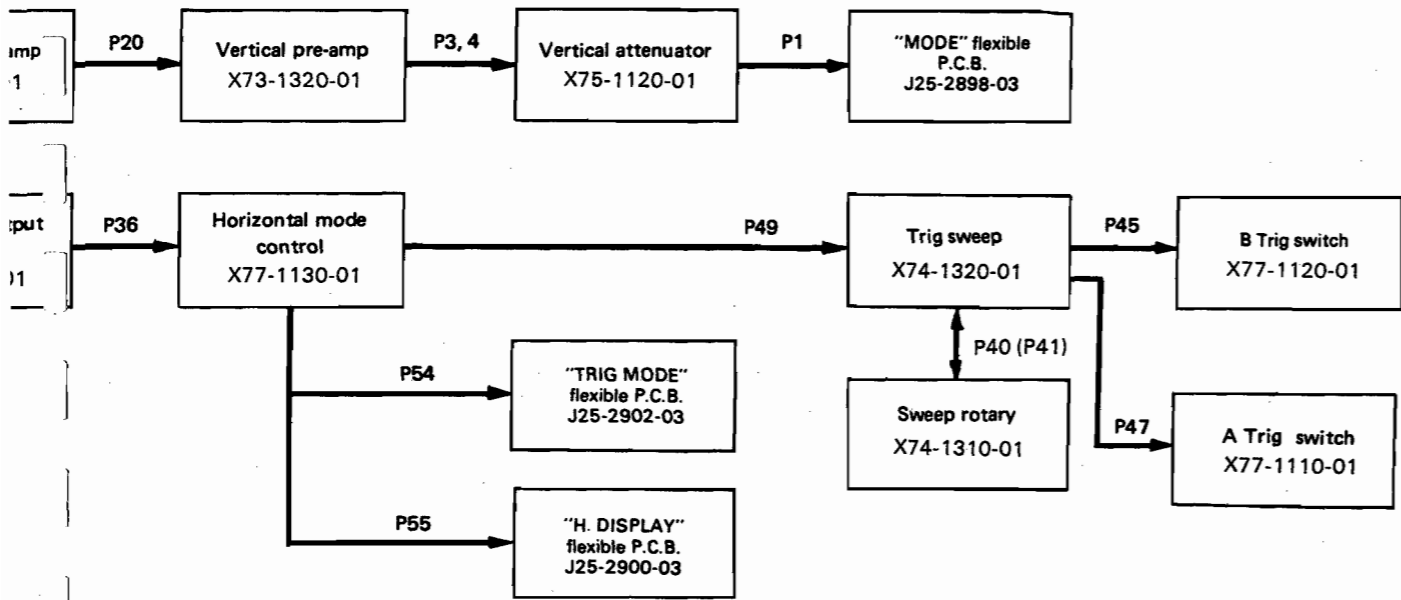 amp
P20
Vertical pre-amp
X73-1320-01
P3, 4
Vertical attenuator
X75-1120-01
P1
"MODE" flexible
P.C.B.
J25-2898-03
P36
Horizontal mode
control
X77-1130-01
P49
Trig sweep
X74-1320-01
P45
B Trig switch
X77-1120-01
P40 (P41)
Sweep rotary
X74-1310-01
P47
A Trig switch
X77-1110-01
P54
"TRIG MODE"
flexible P.C.B.
J25-2902-03
P55
"H. DISPLAY"
flexible P.C.B.
J25-2900-03